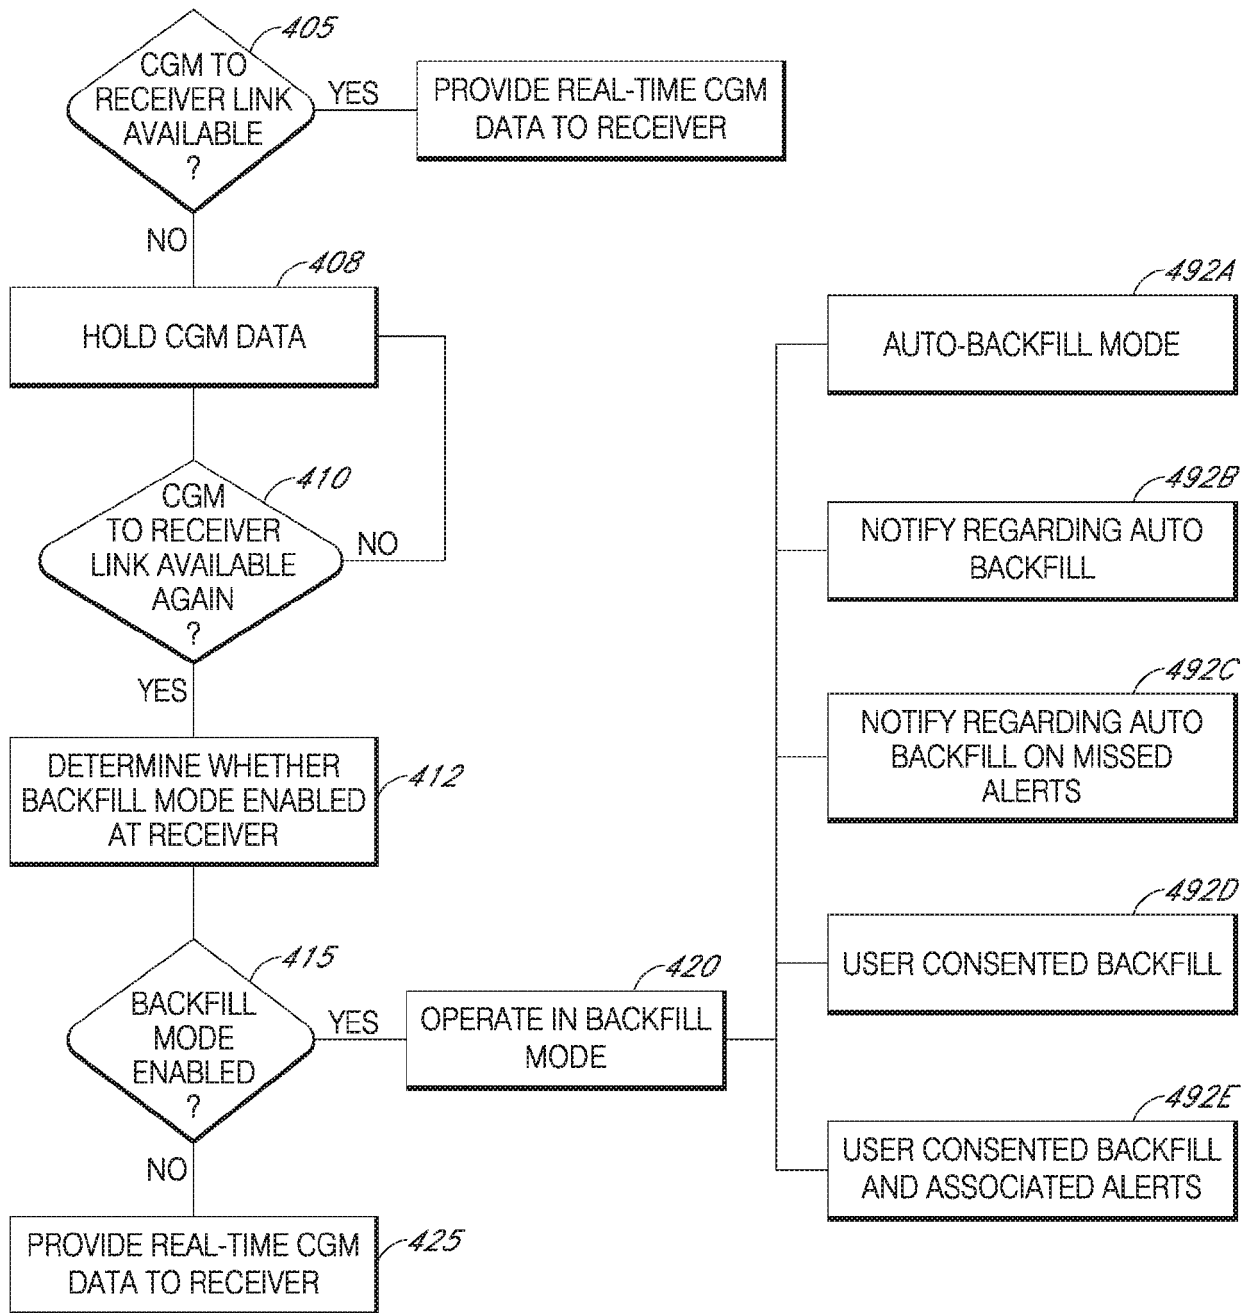 405
CGM TO
RECEIVER LINK
AVAILABLE
?
YES
PROVIDE REAL-TIME CGM
DATA TO RECEIVER
NO
408
HOLD CGM DATA
410
CGM
TO RECEIVER
LINK AVAILABLE
AGAIN
?
NO
YES
DETERMINE WHETHER
BACKFILL MODE ENABLED
AT RECEIVER
412
415
BACKFILL
MODE
ENABLED
?
YES
NO
420
OPERATE IN BACKFILL
MODE
PROVIDE REAL-TIME CGM
DATA TO RECEIVER
425
492A
AUTO-BACKFILL MODE
492B
NOTIFY REGARDING AUTO
BACKFILL
492C
NOTIFY REGARDING AUTO
BACKFILL ON MISSED
ALERTS
492D
USER CONSENTED BACKFILL
492E
USER CONSENTED BACKFILL
AND ASSOCIATED ALERTS